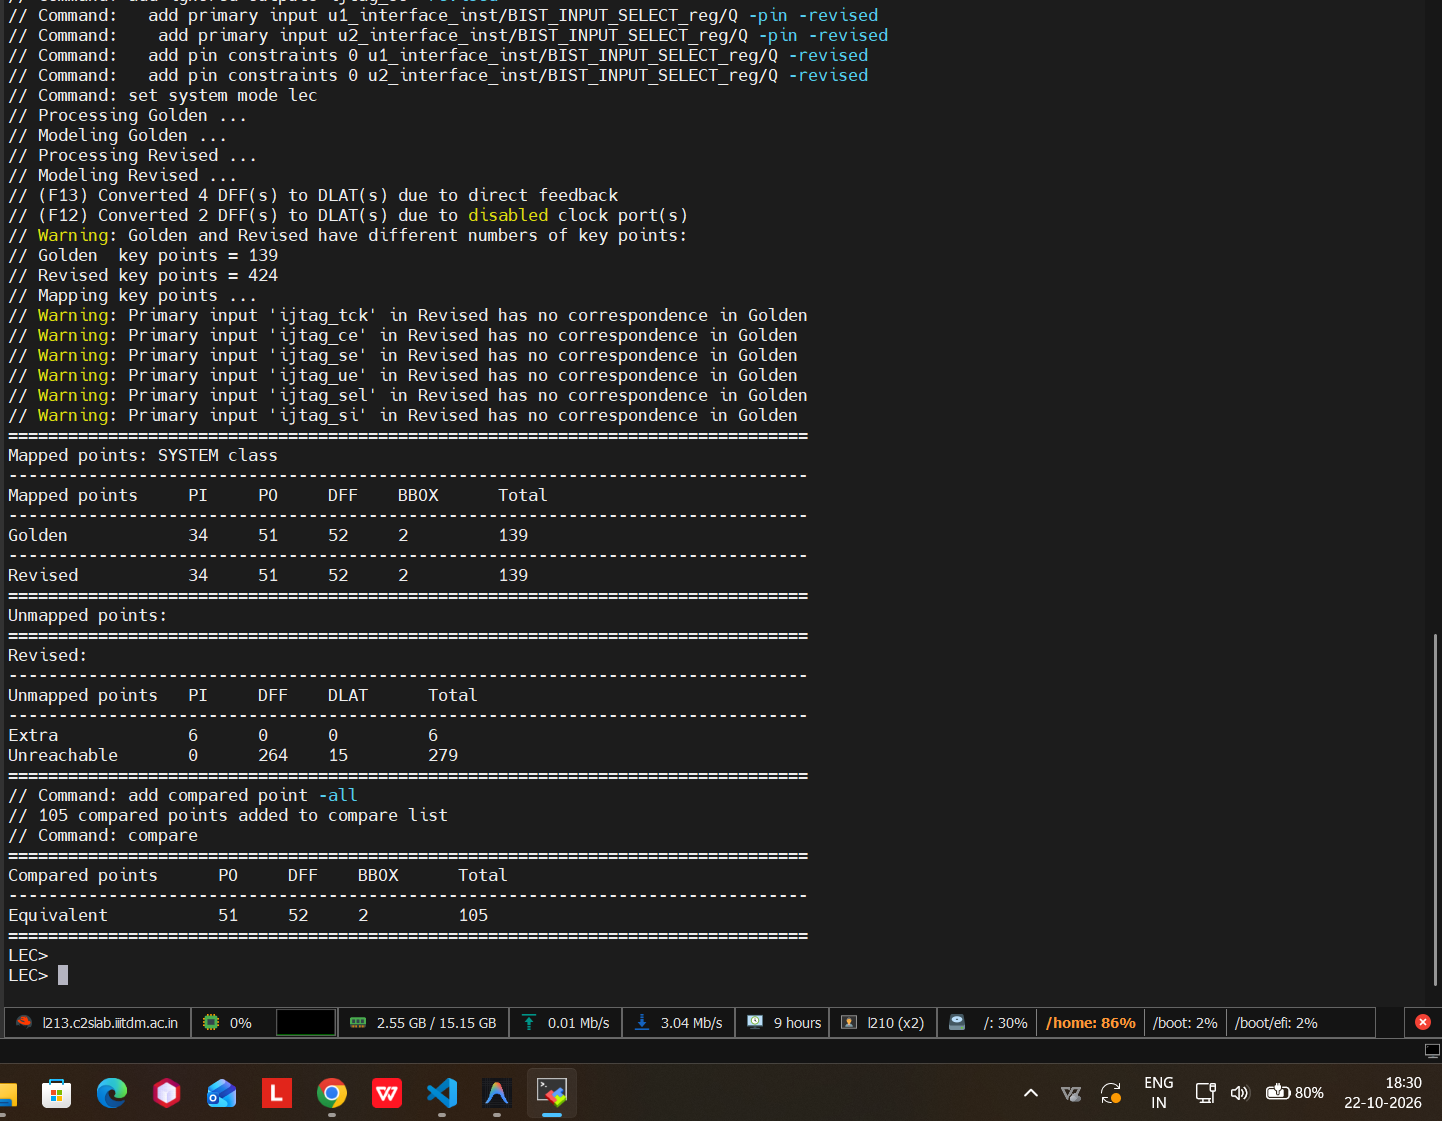 // Command:   add primary input u1_interface_inst/BIST_INPUT_SELECT_reg/Q -pin -revised
// Command:    add primary input u2_interface_inst/BIST_INPUT_SELECT_reg/Q -pin -revised
// Command:   add pin constraints 0 u1_interface_inst/BIST_INPUT_SELECT_reg/Q -revised
// Command:   add pin constraints 0 u2_interface_inst/BIST_INPUT_SELECT_reg/Q -revised
// Command: set system mode lec
// Processing Golden ...
// Modeling Golden ...
// Processing Revised ...
// Modeling Revised ...
// (F13) Converted 4 DFF(s) to DLAT(s) due to direct feedback
// (F12) Converted 2 DFF(s) to DLAT(s) due to disabled clock port(s)
// Warning: Golden and Revised have different numbers of key points:
// Golden  key points = 139
// Revised key points = 424
// Mapping key points ...
// Warning: Primary input 'ijtag_tck' in Revised has no correspondence in Golden
// Warning: Primary input 'ijtag_ce' in Revised has no correspondence in Golden
// Warning: Primary input 'ijtag_se' in Revised has no correspondence in Golden
// Warning: Primary input 'ijtag_ue' in Revised has no correspondence in Golden
// Warning: Primary input 'ijtag_sel' in Revised has no correspondence in Golden
// Warning: Primary input 'ijtag_si' in Revised has no correspondence in Golden
================================================================================
Mapped points: SYSTEM class
--------------------------------------------------------------------------------
Mapped points     PI     PO     DFF    BBOX      Total
--------------------------------------------------------------------------------
Golden            34     51     52     2         139
--------------------------------------------------------------------------------
Revised           34     51     52     2         139
================================================================================
Unmapped points:
================================================================================
Revised:
--------------------------------------------------------------------------------
Unmapped points   PI     DFF    DLAT      Total
--------------------------------------------------------------------------------
Extra             6      0      0         6
Unreachable       0      264    15        279
================================================================================
// Command: add compared point -all
// 105 compared points added to compare list
// Command: compare
================================================================================
Compared points      PO     DFF    BBOX      Total
--------------------------------------------------------------------------------
Equivalent           51     52     2         105
================================================================================
LEC>
LEC>
l213.c2slab.iiitdm.ac.in 0% 2.55 GB / 15.15 GB 0.01 Mb/s 3.04 Mb/s 9 hours l210 (x2) /: 30% /home: 86% /boot: 2% /boot/efi: 2%
ENG 80% 18:30
IN 22-10-2026